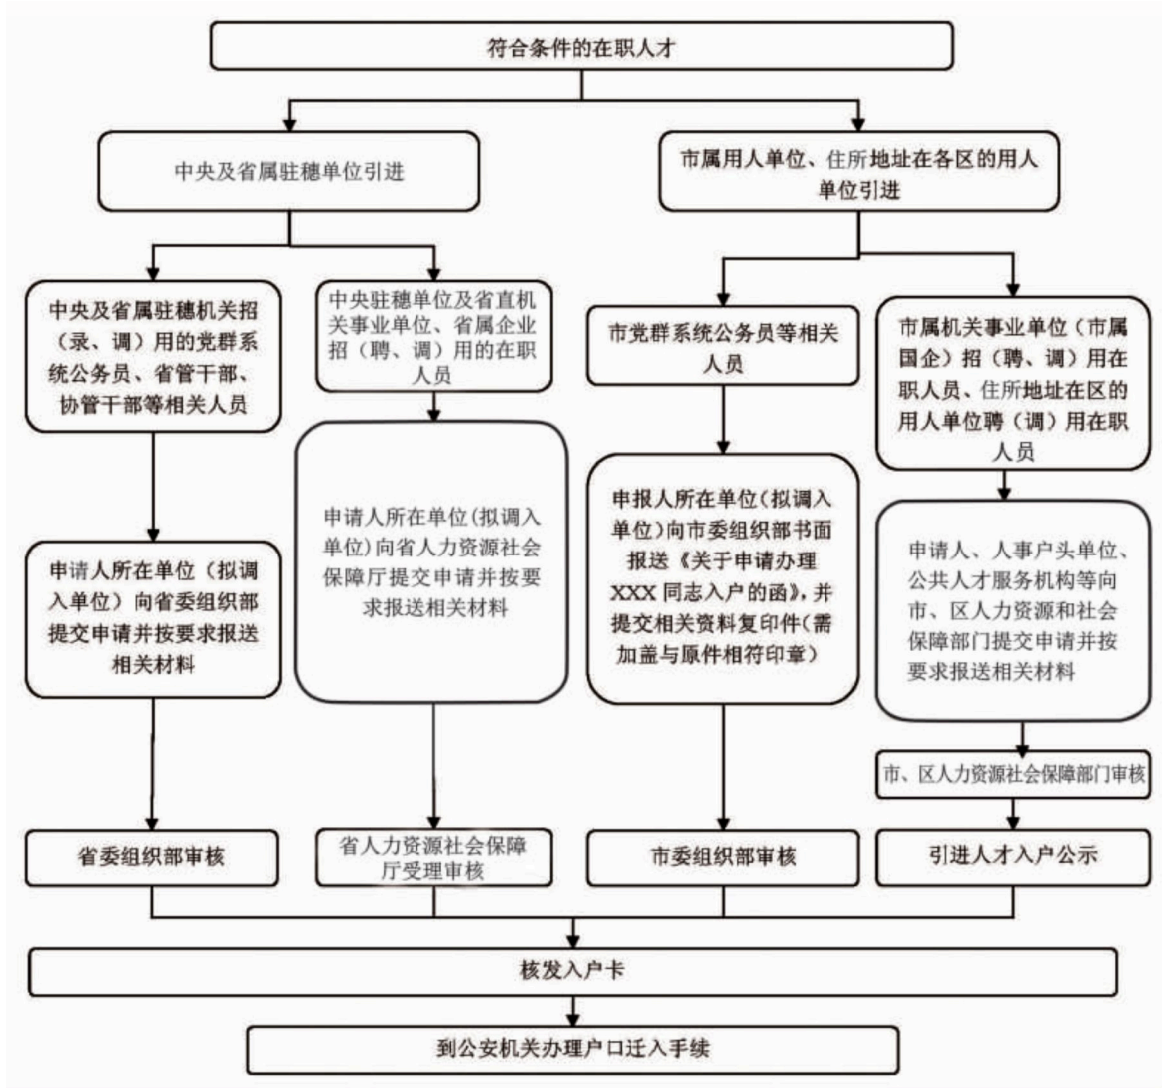 符合条件的在职人才
中央及省属驻穗单位引进
市属用人单位、住所地址在各区的用人
单位引进
中央及省属驻穗机关招
（录、调）用的党群系
统公务员、省管干部、
协管干部等相关人员
中央驻穗单位及省直机
关事业单位、省属企业
招（聘、调）用的在职
人员
市党群系统公务员等相关
人员
市属机关事业单位（市属
国企）招（聘、调）用在
职人员、住所地址在区的
用人单位聘（调）用在职
人员
申请人所在单位（拟调
入单位）向省委组织部
提交申请并按要求报送
相关材料
申请人所在单位(拟调入
单位)向省人力资源社会
保障厅提交申请并按要
求报送相关材料
申报人所在单位(拟调入
单位)向市委组织部书面
报送《关于申请办理
XXX 同志入户的函》，并
提交相关资料复印件(需
加盖与原件相符印章)
申请人、人事户头单位、
公共人才服务机构等向
市、区人力资源和社会
保障部门提交申请并按
要求报送相关材料
市、区人力资源社会保障部门审核
省委组织部审核
省人力资源社会保障
厅受理审核
市委组织部审核
引进人才入户公示
核发入户卡
到公安机关办理户口迁入手续